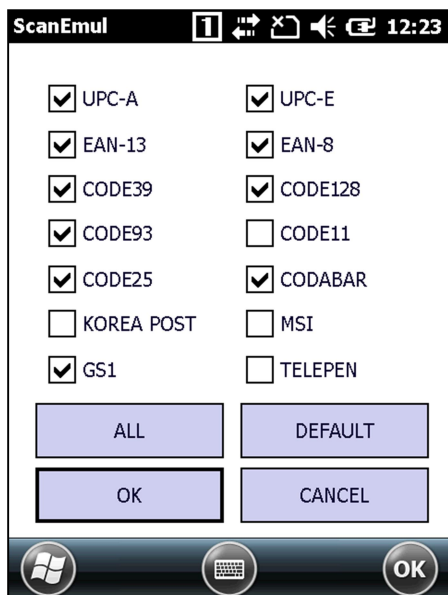 ScanEmul 1 12:23
UPC-A UPC-E
EAN-13 EAN-8
CODE39 CODE128
CODE93 CODE11
CODE25 CODABAR
KOREA POST MSI
GS1 TELEPEN
ALL DEFAULT
OK CANCEL
OK